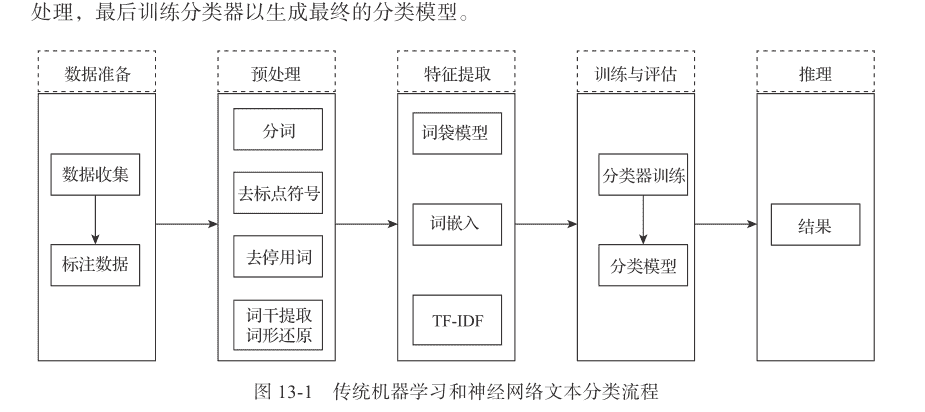 处理，最后训练分类器以生成最终的分类模型。
数据准备
数据收集
标注数据
预处理
分词
去标点符号
去停用词
词干提取
词形还原
特征提取
词袋模型
词嵌入
TF-IDF
训练与评估
分类器训练
分类模型
推理
结果
图 13-1 传统机器学习和神经网络文本分类流程